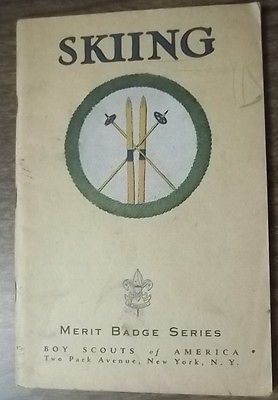 SKIING
MERIT BADGE SERIES
BOY SCOUTS of AMERICA
Two Park Avenue, New York, N. Y.